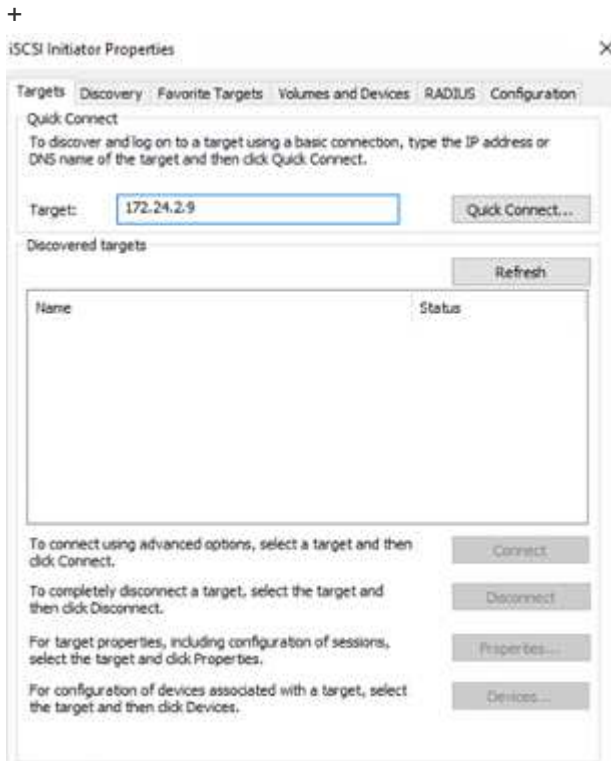 +
iSCSI Initiator Properties
Targets Discovery Favorite Targets Volumes and Devices RADIUS Configuration
Quick Connect
To discover and log on to a target using a basic connection, type the IP address or
DNS name of the target and then click Quick Connect.
Target: 172.24.2.9 Quick Connect...
Discovered targets
Refresh
Name Status
To connect using advanced options, select a target and then
click Connect.
Connect
To completely disconnect a target, select the target and
then click Disconnect.
Disconnect
For target properties, including configuration of sessions,
select the target and click Properties.
Properties...
For configuration of devices associated with a target, select
the target and then click Devices.
Devices...